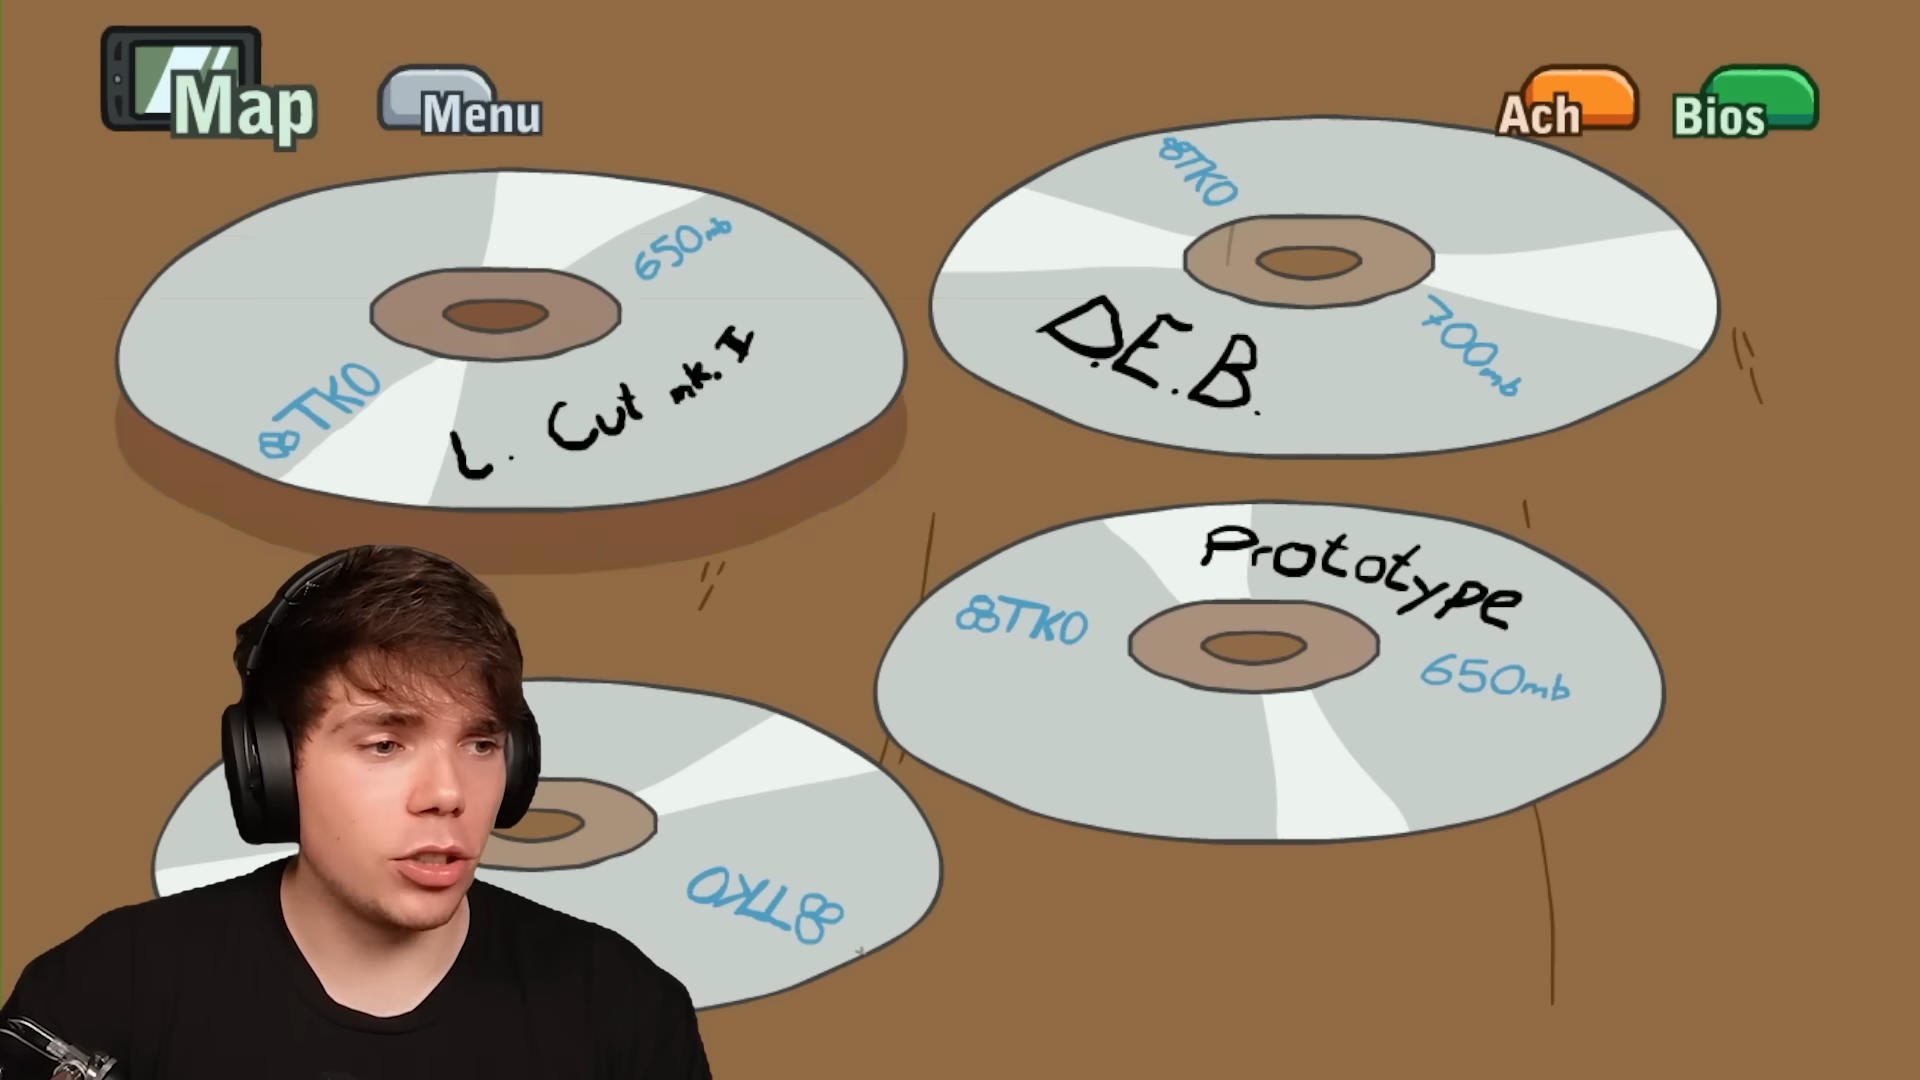 Map
Menu
Ach
Bios
650mb
8TKO
L. Cut mk. I
8TKO
700mb
D.E.B.
Prototype
8TKO
650mb
8TKO